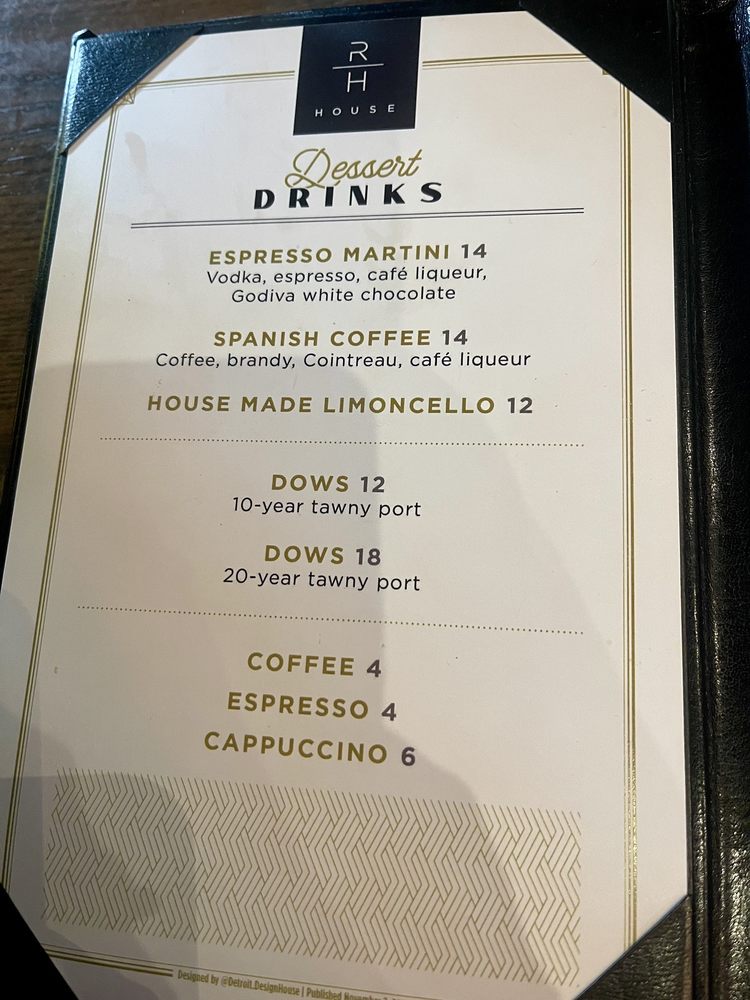 R
H
HOUSE
Dessert
DRINKS
ESPRESSO MARTINI 14
Vodka, espresso, café liqueur,
Godiva white chocolate
SPANISH COFFEE 14
Coffee, brandy, Cointreau, café liqueur
HOUSE MADE LIMONCELLO 12
DOWS 12
10-year tawny port
DOWS 18
20-year tawny port
COFFEE 4
ESPRESSO 4
CAPPUCCINO 6
Designed by @Detroit.DesignHouse | Published November